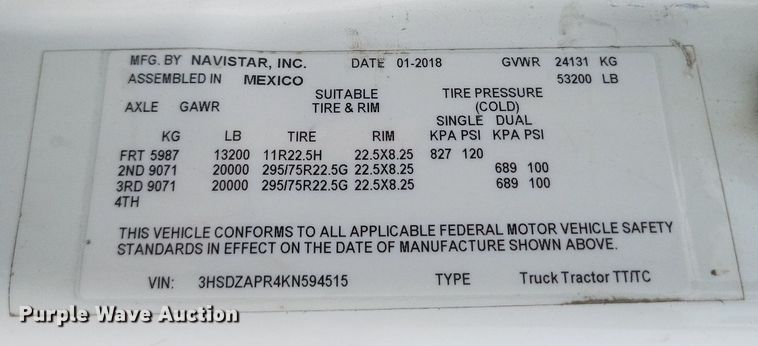 MFG. BY NAVISTAR, INC. DATE 01-2018 GVWR 24131 KG
ASSEMBLED IN MEXICO 53200 LB
SUITABLE TIRE PRESSURE
AXLE GAWR TIRE & RIM (COLD)
SINGLE DUAL
KG LB TIRE RIM KPA PSI KPA PSI
FRT 5987 13200 11R22.5H 22.5X8.25 827 120
2ND 9071 20000 295/75R22.5G 22.5X8.25 689 100
3RD 9071 20000 295/75R22.5G 22.5X8.25 689 100
4TH
THIS VEHICLE CONFORMS TO ALL APPLICABLE FEDERAL MOTOR VEHICLE SAFETY
STANDARDS IN EFFECT ON THE DATE OF MANUFACTURE SHOWN ABOVE.
VIN: 3HSDZAPR4KN594515 TYPE Truck Tractor TT/TC
Purple Wave Auction